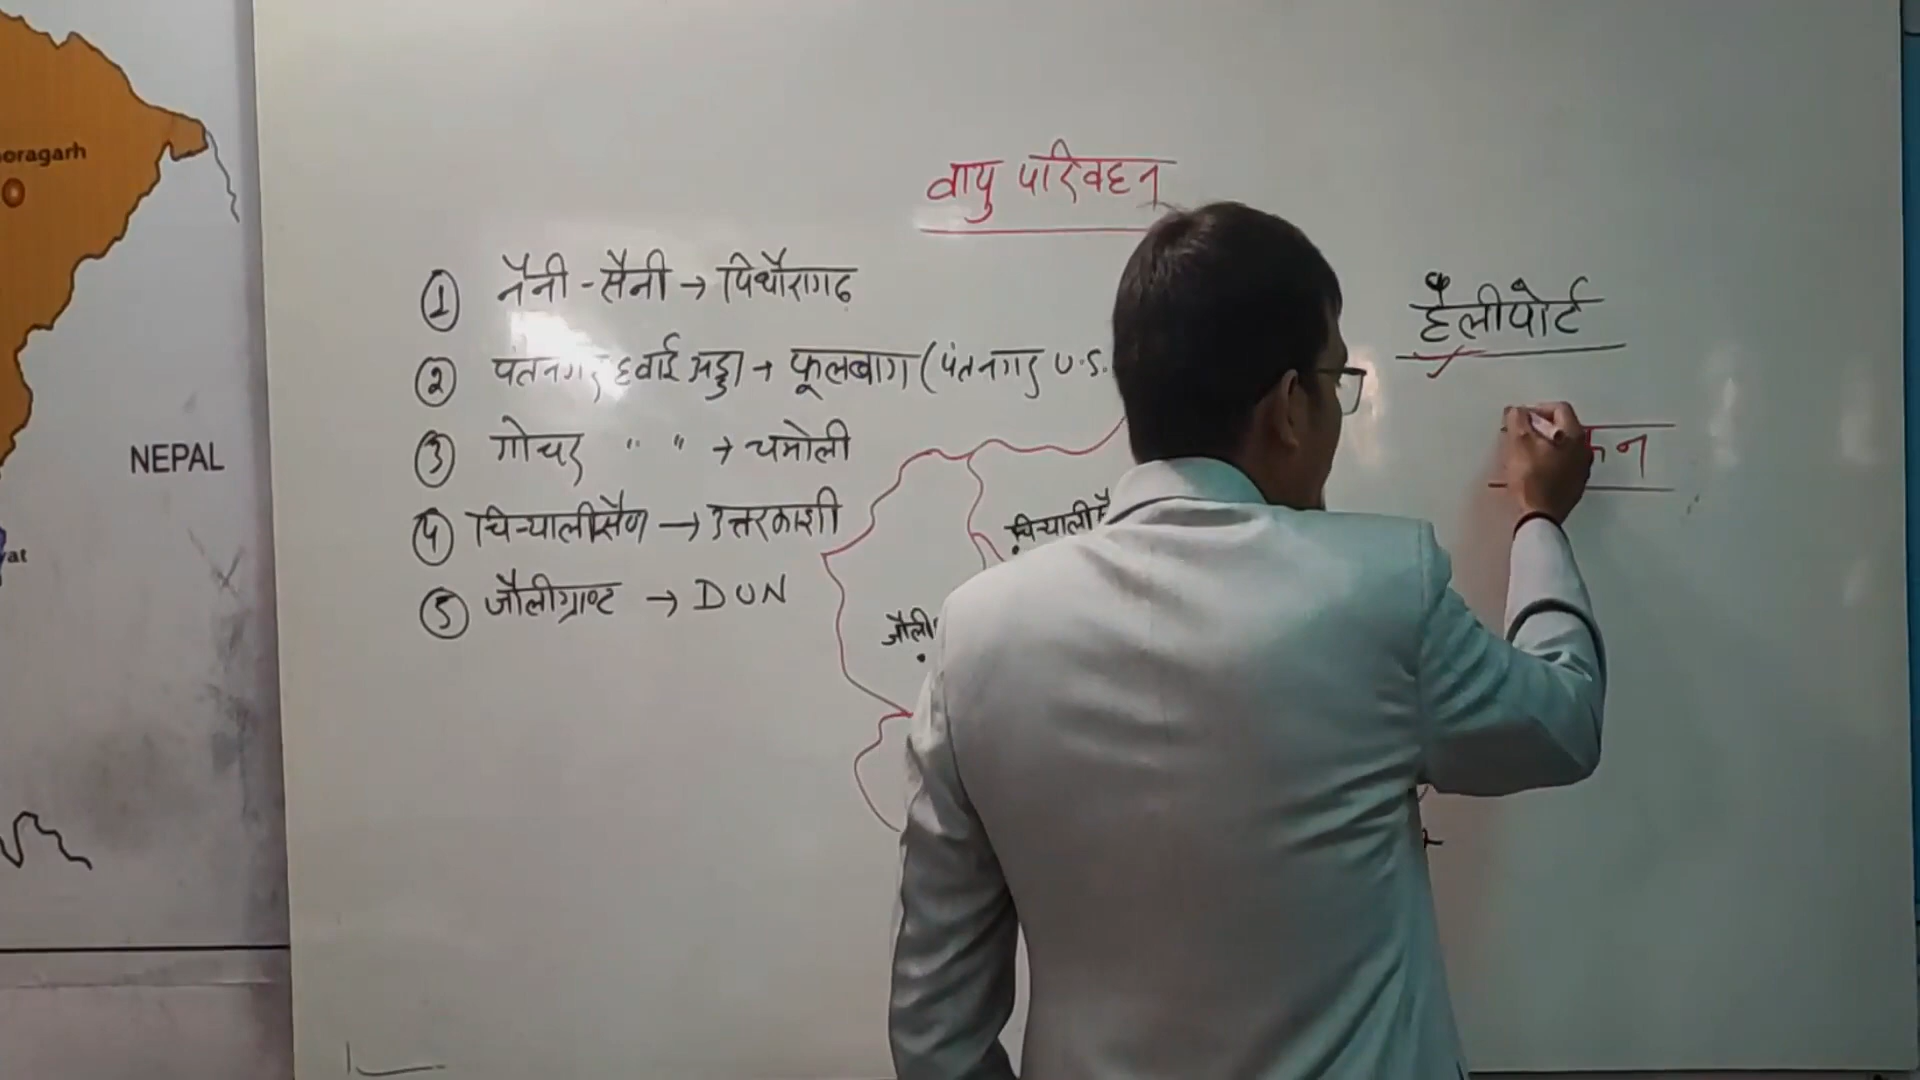 वायु परिवहन
① नैनी-सैनी → पिथौरागढ़
② पंतनगर हवाई अड्डा → फूलबाग (पंतनगर U.S.
③ गोचर " " → चमोली
④ चिन्यालीसैण → उत्तरकाशी
⑤ जौलीग्राण्ट → DUN
हैलीपोर्ट
चिन्यालीसै
जौली
oragarh
NEPAL
at